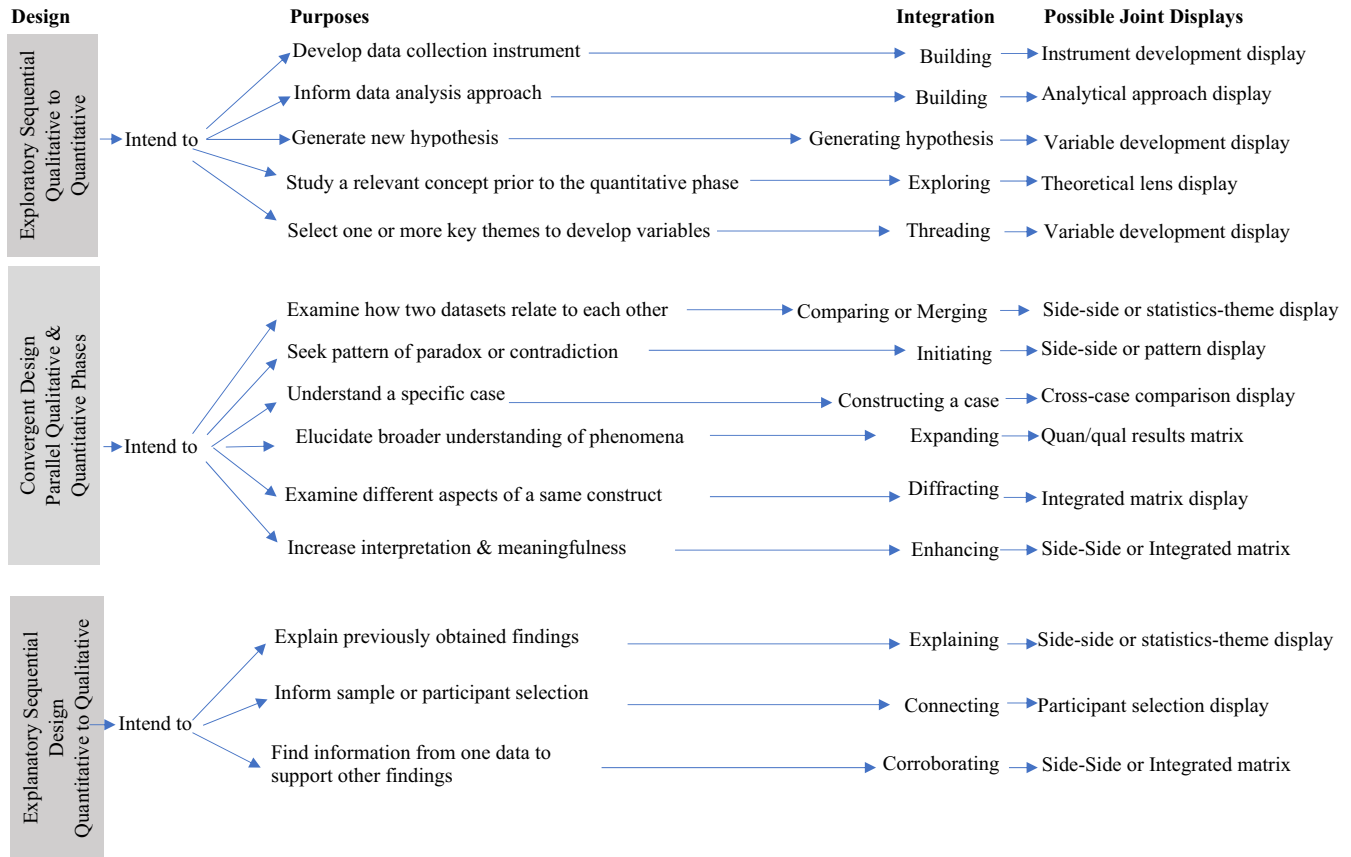 Design Purposes Integration Possible Joint Displays
Exploratory Sequential
Qualitative to
Quantitative
Intend to
Develop data collection instrument Building Instrument development display
Inform data analysis approach Building Analytical approach display
Generate new hypothesis Generating hypothesis Variable development display
Study a relevant concept prior to the quantitative phase Exploring Theoretical lens display
Select one or more key themes to develop variables Threading Variable development display
Convergent Design
Parallel Qualitative &
Quantitative Phases
Intend to
Examine how two datasets relate to each other Comparing or Merging Side-side or statistics-theme display
Seek pattern of paradox or contradiction Initiating Side-side or pattern display
Understand a specific case Constructing a case Cross-case comparison display
Elucidate broader understanding of phenomena Expanding Quan/qual results matrix
Examine different aspects of a same construct Diffracting Integrated matrix display
Increase interpretation & meaningfulness Enhancing Side-Side or Integrated matrix
Explanatory Sequential
Design
Quantitative to Qualitative
Intend to
Explain previously obtained findings Explaining Side-side or statistics-theme display
Inform sample or participant selection Connecting Participant selection display
Find information from one data to
support other findings Corroborating Side-Side or Integrated matrix